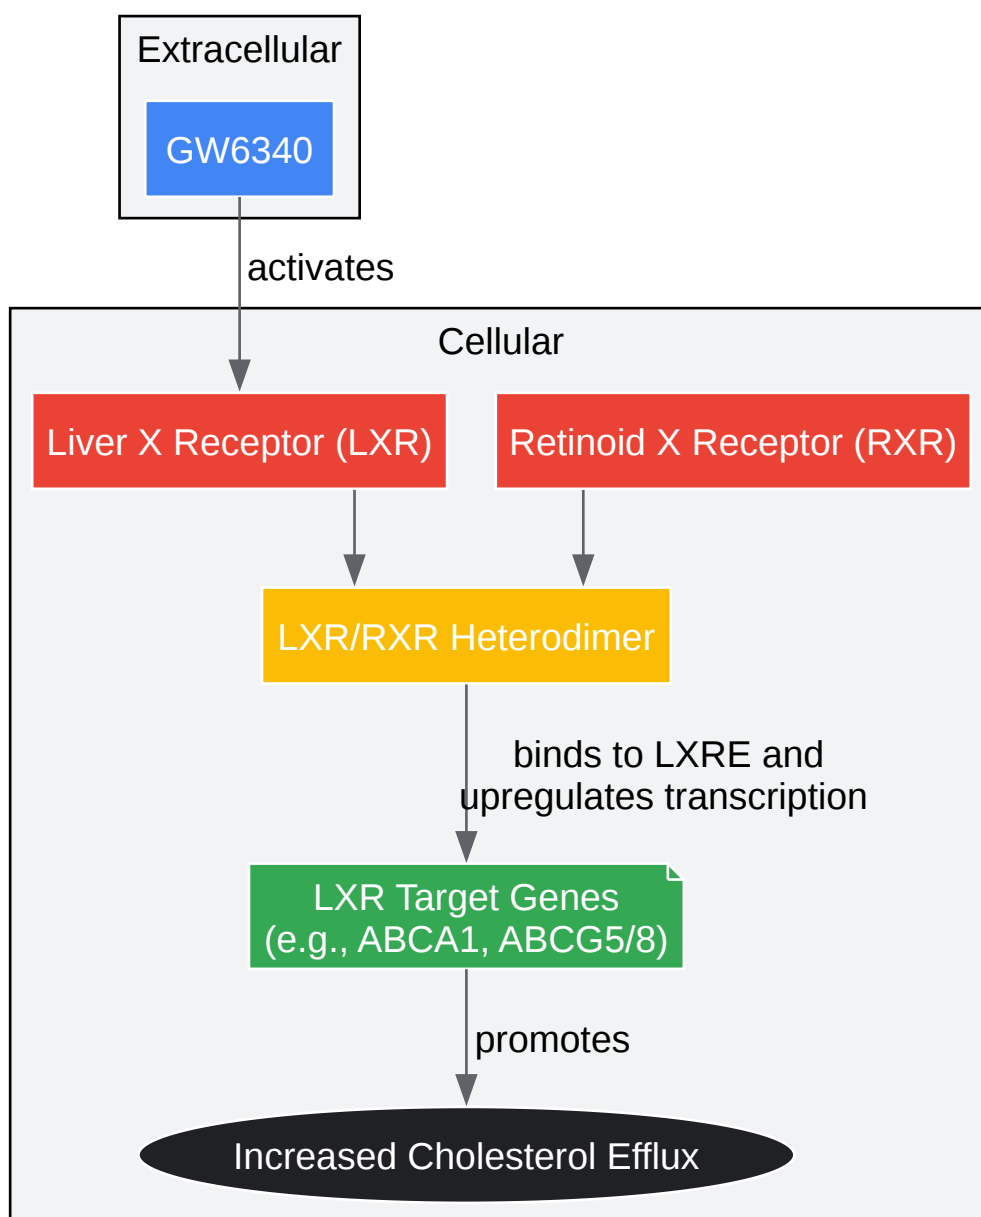 Extracellular
GW6340
activates
Cellular
Liver X Receptor (LXR)
Retinoid X Receptor (RXR)
LXR/RXR Heterodimer
binds to LXRE and
upregulates transcription
LXR Target Genes
(e.g., ABCA1, ABCG5/8)
promotes
Increased Cholesterol Efflux